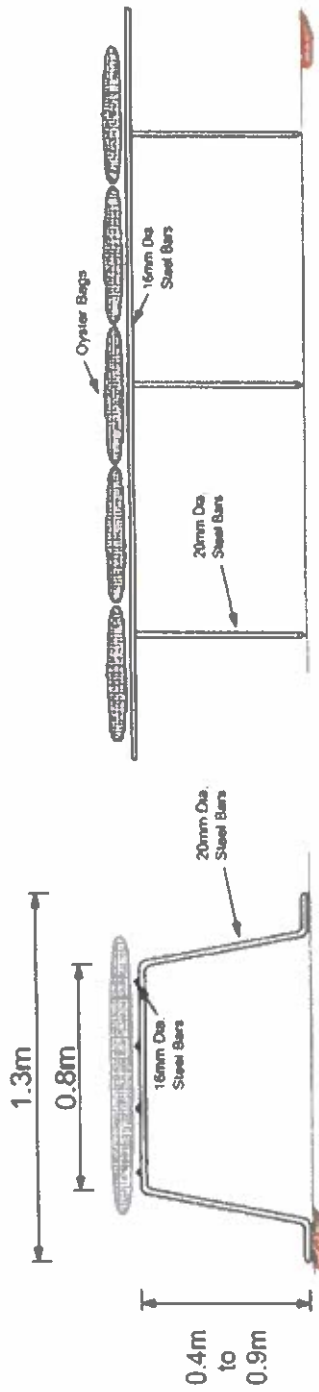 1.3m
0.8m
0.4m
to
0.9m
16mm Dia.
Steel Bars
20mm Dia.
Steel Bars
Oyster Bags
16mm Dia.
Steel Bars
20mm Dia.
Steel Bars